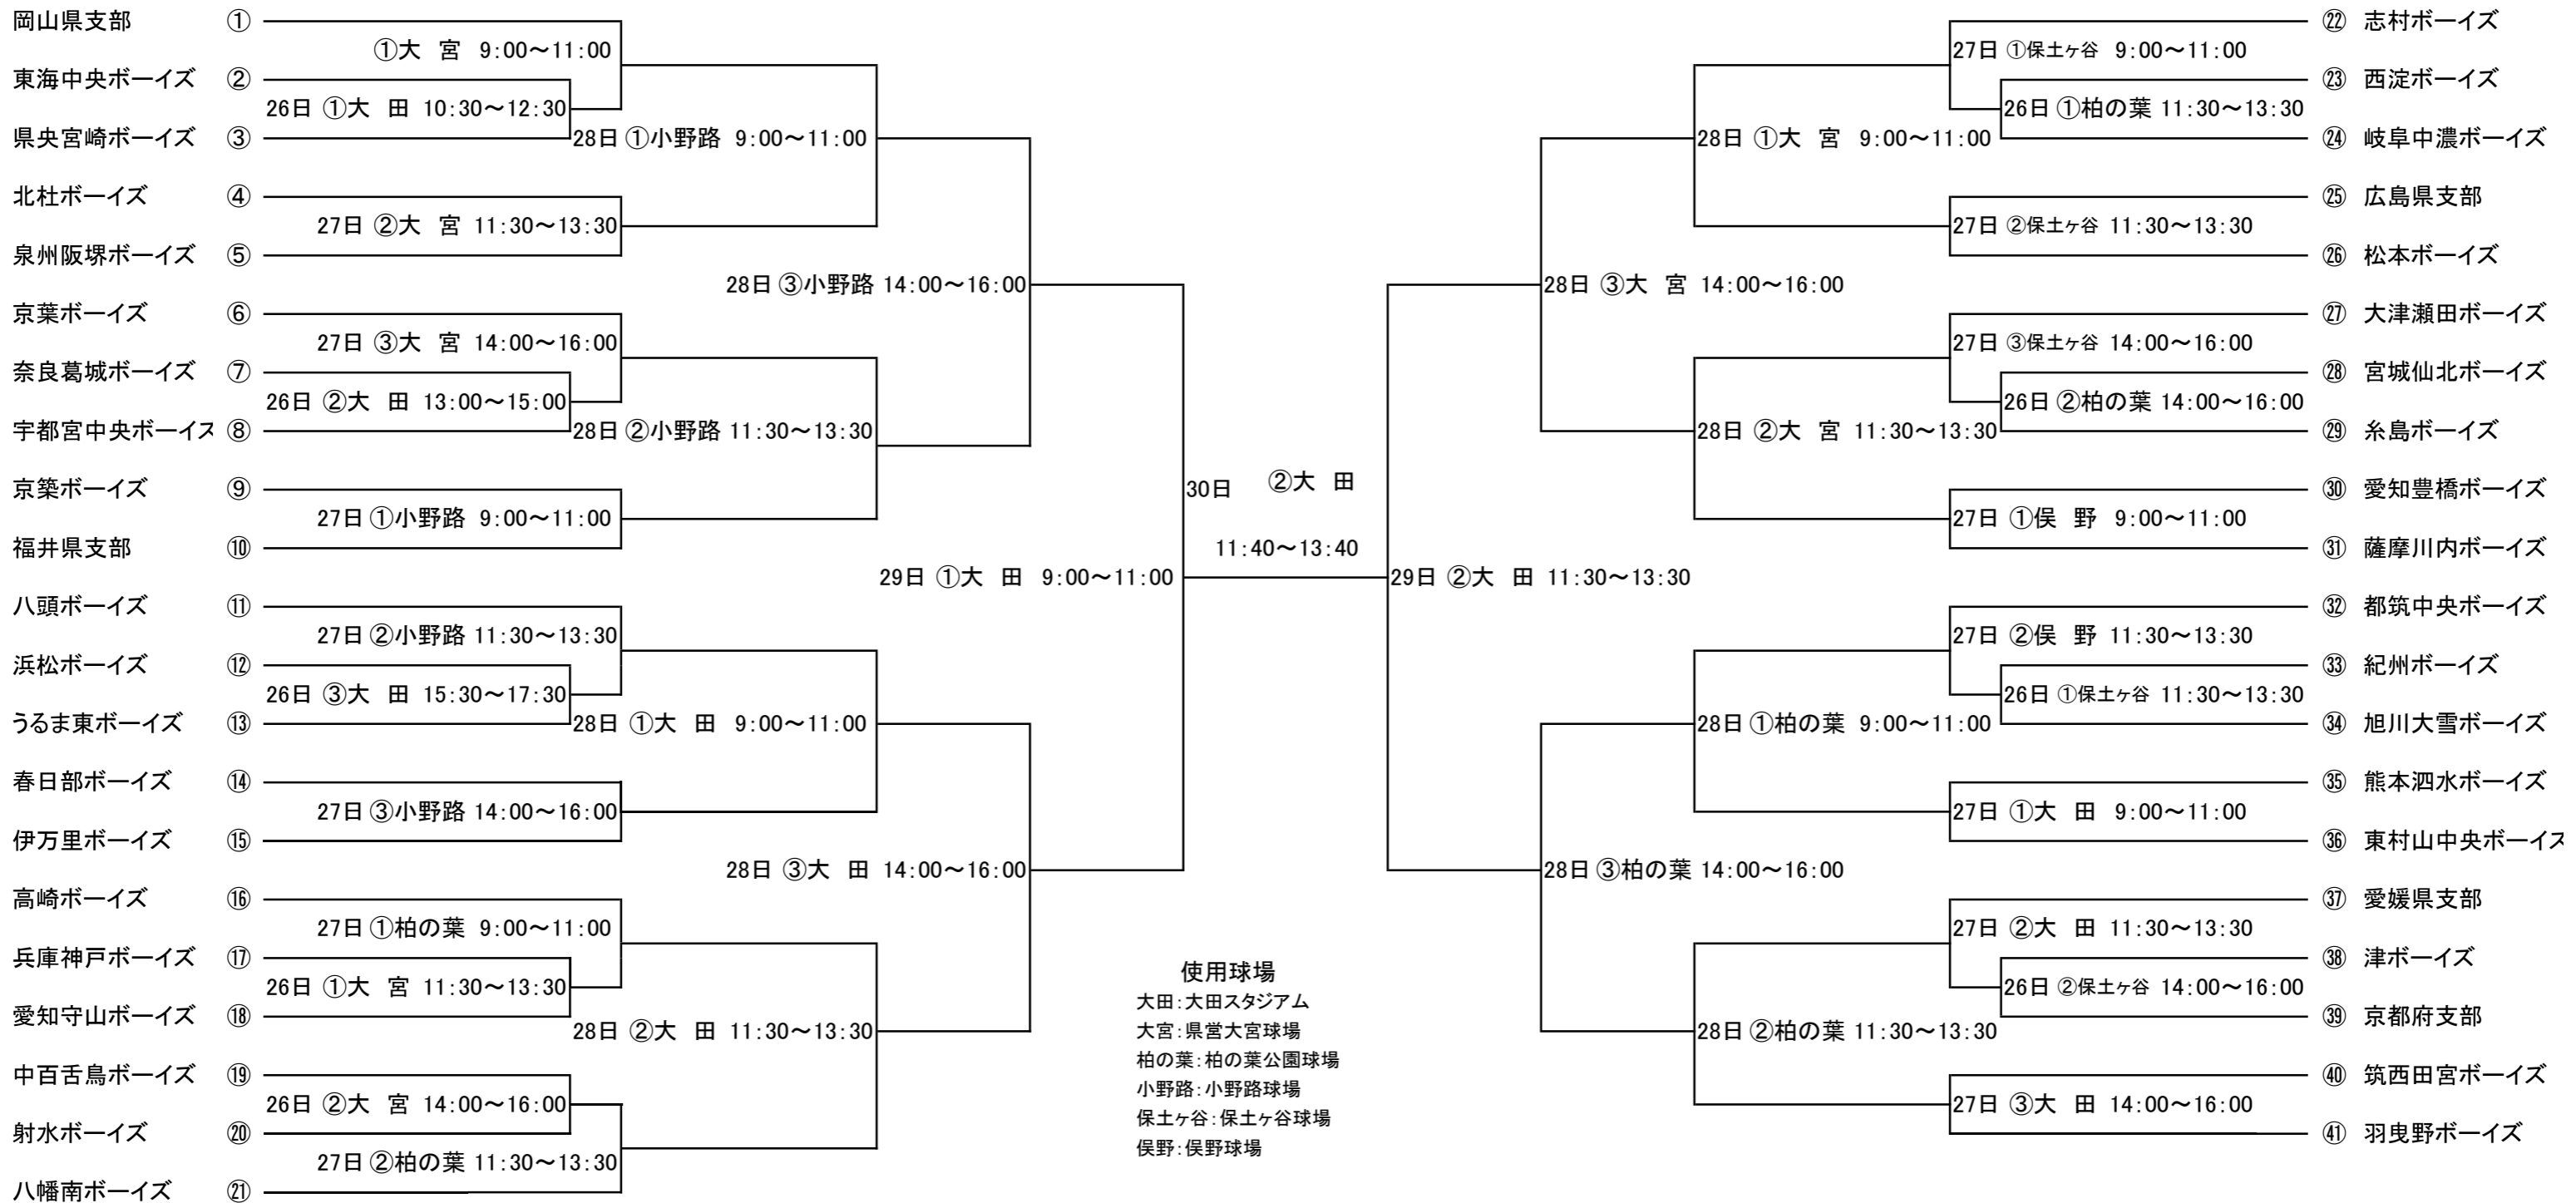 岡山県支部 ①
①大 宮 9:00～11:00
東海中央ボーイズ ②
26日 ①大 田 10:30～12:30
県央宮崎ボーイズ ③
28日 ①小野路 9:00～11:00
北杜ボーイズ ④
27日 ②大 宮 11:30～13:30
泉州阪堺ボーイズ ⑤
28日 ③小野路 14:00～16:00
京葉ボーイズ ⑥
27日 ③大 宮 14:00～16:00
奈良葛城ボーイズ ⑦
26日 ②大 田 13:00～15:00
宇都宮中央ボーイズ ⑧
28日 ②小野路 11:30～13:30
京築ボーイズ ⑨
27日 ①小野路 9:00～11:00
福井県支部 ⑩
29日 ①大 田 9:00～11:00
八頭ボーイズ ⑪
27日 ②小野路 11:30～13:30
浜松ボーイズ ⑫
26日 ③大 田 15:30～17:30
うるま東ボーイズ ⑬
28日 ①大 田 9:00～11:00
春日部ボーイズ ⑭
27日 ③小野路 14:00～16:00
伊万里ボーイズ ⑮
28日 ③大 田 14:00～16:00
高崎ボーイズ ⑯
27日 ①柏の葉 9:00～11:00
兵庫神戸ボーイズ ⑰
26日 ①大 宮 11:30～13:30
愛知守山ボーイズ ⑱
28日 ②大 田 11:30～13:30
中百舌鳥ボーイズ ⑲
26日 ②大 宮 14:00～16:00
射水ボーイズ ⑳
27日 ②柏の葉 11:30～13:30
八幡南ボーイズ ㉑
30日 ②大 田
11:40～13:40
使用球場
大田:大田スタジアム
大宮:県営大宮球場
柏の葉:柏の葉公園球場
小野路:小野路球場
保土ヶ谷:保土ヶ谷球場
俣野:俣野球場
㉒ 志村ボーイズ
27日 ①保土ヶ谷 9:00～11:00
㉓ 西淀ボーイズ
26日 ①柏の葉 11:30～13:30
㉔ 岐阜中濃ボーイズ
28日 ①大 宮 9:00～11:00
㉕ 広島県支部
27日 ②保土ヶ谷 11:30～13:30
㉖ 松本ボーイズ
28日 ③大 宮 14:00～16:00
㉗ 大津瀬田ボーイズ
27日 ③保土ヶ谷 14:00～16:00
㉘ 宮城仙北ボーイズ
26日 ②柏の葉 14:00～16:00
㉙ 糸島ボーイズ
28日 ②大 宮 11:30～13:30
㉚ 愛知豊橋ボーイズ
27日 ①俣 野 9:00～11:00
㉛ 薩摩川内ボーイズ
29日 ②大 田 11:30～13:30
㉜ 都筑中央ボーイズ
27日 ②俣 野 11:30～13:30
㉝ 紀州ボーイズ
26日 ①保土ヶ谷 11:30～13:30
㉞ 旭川大雪ボーイズ
28日 ①柏の葉 9:00～11:00
㉟ 熊本泗水ボーイズ
27日 ①大 田 9:00～11:00
㊱ 東村山中央ボーイズ
28日 ③柏の葉 14:00～16:00
㊲ 愛媛県支部
27日 ②大 田 11:30～13:30
㊳ 津ボーイズ
26日 ②保土ヶ谷 14:00～16:00
㊴ 京都府支部
28日 ②柏の葉 11:30～13:30
㊵ 筑西田宮ボーイズ
27日 ③大 田 14:00～16:00
㊶ 羽曳野ボーイズ